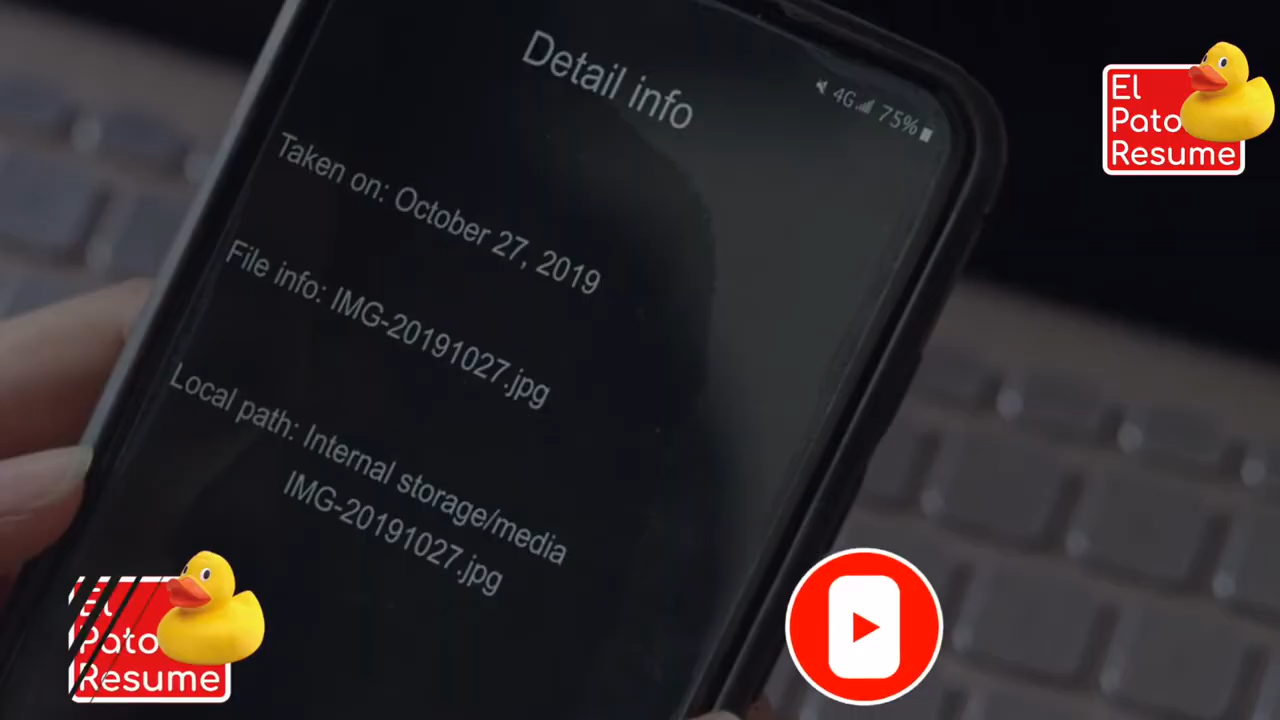 Detail info
4G 75%
Taken on: October 27, 2019
File info: IMG-20191027.jpg
Local path: Internal storage/media
IMG-20191027.jpg
El
Pato
Resume
El
Pato
Resume